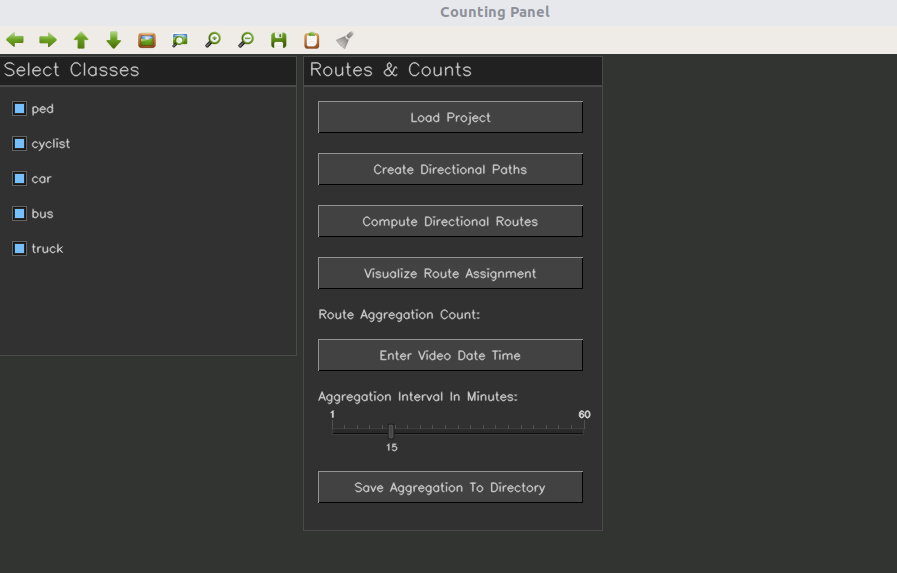 Counting Panel
Select Classes
ped
cyclist
car
bus
truck
Routes & Counts
Load Project
Create Directional Paths
Compute Directional Routes
Visualize Route Assignment
Route Aggregation Count:
Enter Video Date Time
Aggregation Interval In Minutes:
1 60
15
Save Aggregation To Directory